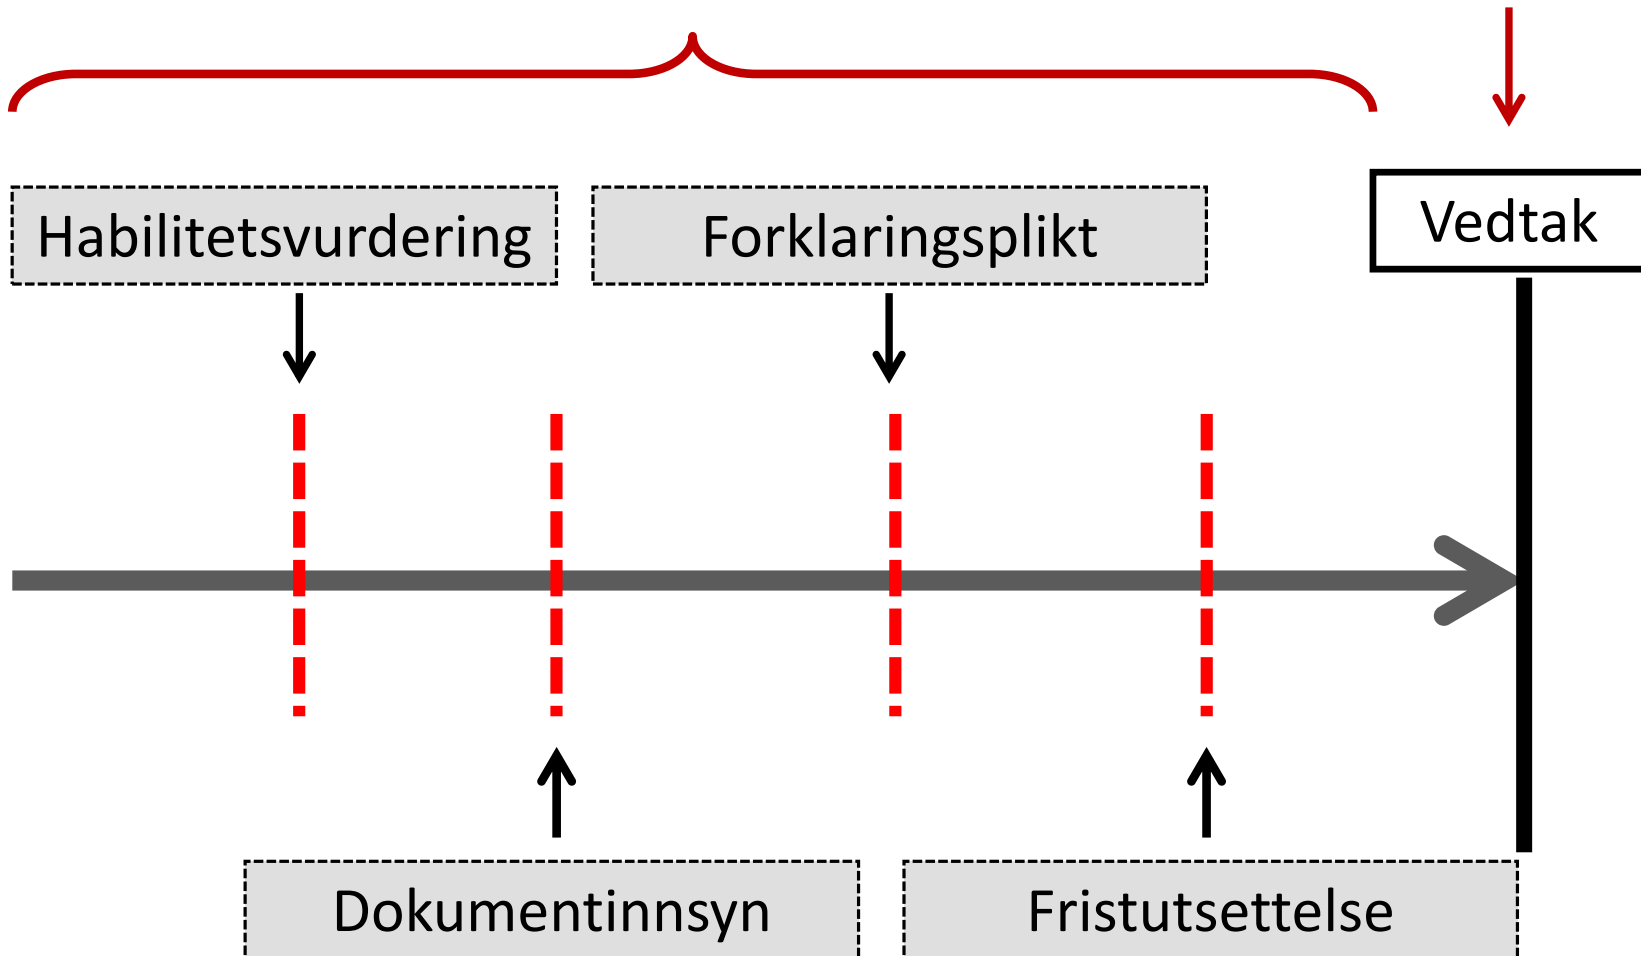 Habilitetsvurdering
Forklaringsplikt
Vedtak
Dokumentinnsyn
Fristutsettelse